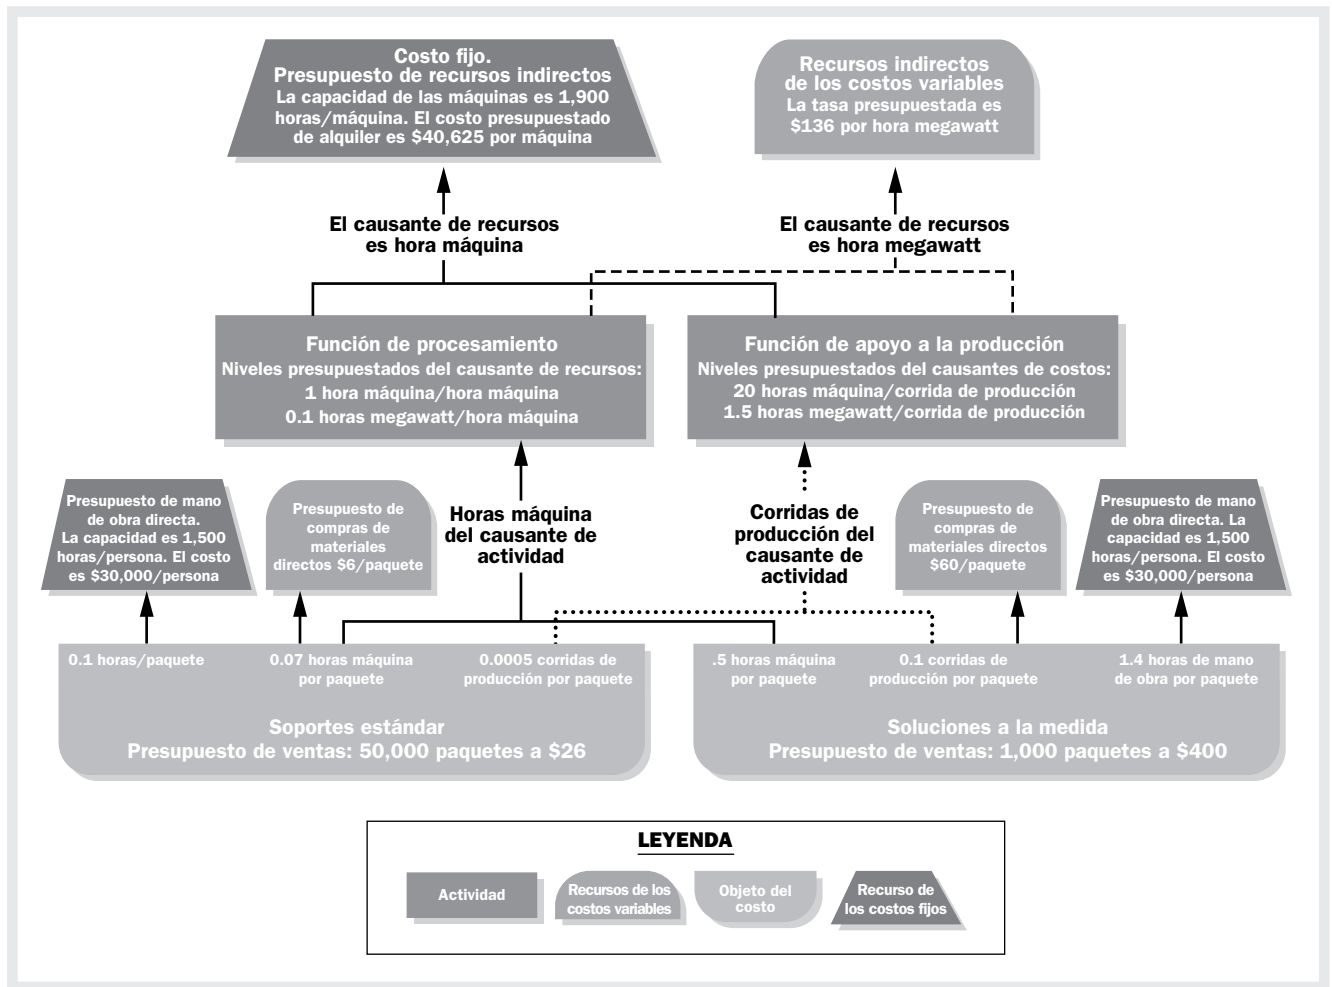 Costo fijo.
Presupuesto de recursos indirectos
La capacidad de las máquinas es 1,900
horas/máquina. El costo presupuestado
de alquiler es $40,625 por máquina
Recursos indirectos
de los costos variables
La tasa presupuestada es
$136 por hora megawatt
El causante de recursos
es hora máquina
El causante de recursos
es hora megawatt
Función de procesamiento
Niveles presupuestados del causante de recursos:
1 hora máquina/hora máquina
0.1 horas megawatt/hora máquina
Función de apoyo a la producción
Niveles presupuestados del causantes de costos:
20 horas máquina/corrida de producción
1.5 horas megawatt/corrida de producción
Presupuesto de mano
de obra directa.
La capacidad es 1,500
horas/persona. El costo
es $30,000/persona
Presupuesto de
compras de
materiales
directos $6/paquete
Horas máquina
del causante de
actividad
Corridas de
producción del
causante de
actividad
Presupuesto de
compras de
materiales directos
$60/paquete
Presupuesto de mano
de obra directa. La
capacidad es 1,500
horas/persona. El costo
es $30,000/persona
0.1 horas/paquete
0.07 horas máquina
por paquete
0.0005 corridas de
producción por paquete
Soportes estándar
Presupuesto de ventas: 50,000 paquetes a $26
.5 horas máquina
por paquete
0.1 corridas de
producción por paquete
1.4 horas de mano
de obra por paquete
Soluciones a la medida
Presupuesto de ventas: 1,000 paquetes a $400
LEYENDA
Actividad
Recursos de los
costos variables
Objeto del
costo
Recurso de
los costos fijos